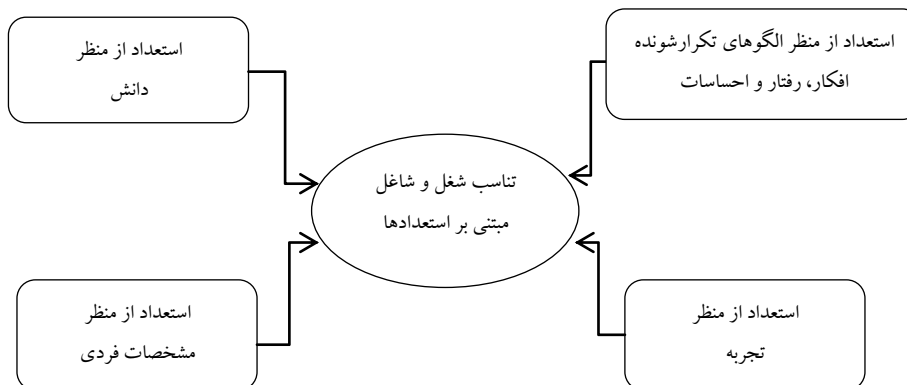 استعداد از منظر الگوهای تکرارشونده
افکار، رفتار و احساسات
استعداد از منظر
دانش
تناسب شغل و شاغل
مبتنی بر استعدادها
استعداد از منظر
تجربه
استعداد از منظر
مشخصات فردی